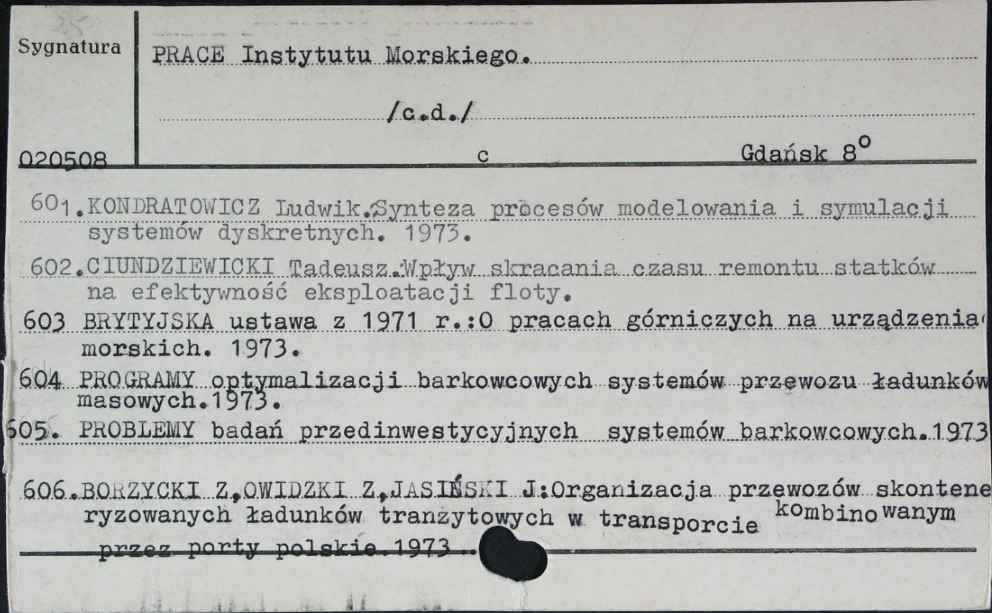 Sygnatura
PRACE Instytutu Morskiego.
/c.d./
020508 c Gdańsk 8°
601. KONDRATOWICZ Ludwik.:Synteza procesów modelowania i symulacji
systemów dyskretnych. 1973.
602. CIUNDZIEWICKI Tadeusz.:Wpływ skracania czasu remontu statków
na efektywność eksploatacji floty.
603 BRYTYJSKA ustawa z 1971 r.:O pracach górniczych na urządzenia
morskich. 1973.
604 PROGRAMY optymalizacji barkowcowych systemów przewozu ładunków
masowych.1973.
605. PROBLEMY badań przedinwestycyjnych systemów barkowcowych.1973
606. BORZYCKI Z,OWIDZKI Z,JASIŃSKI J:Organizacja przewozów skontene
ryzowanych ładunków tranzytowych w transporcie kombinowanym
przez porty polskie.1973